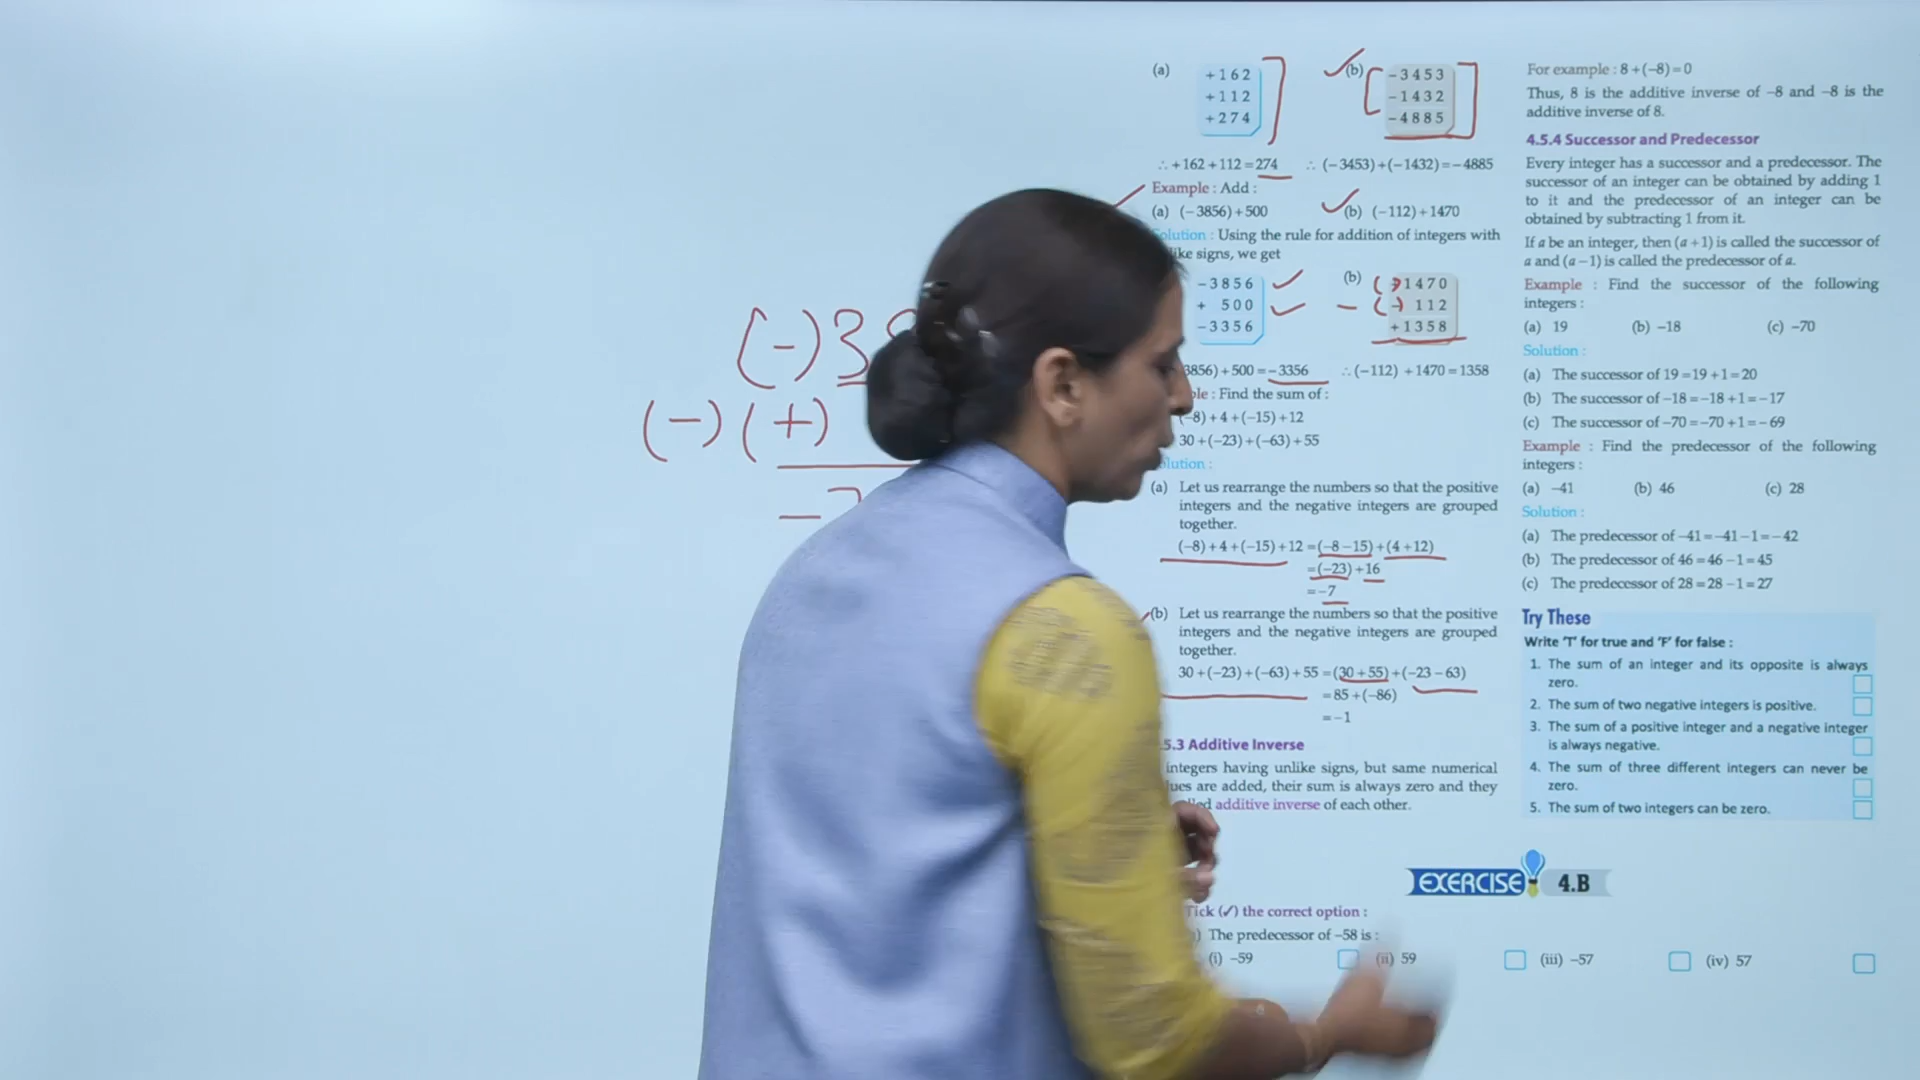 (-)3
(-)(+)
(a) +162
+112
+274
(b) -3453
-1432
-4885
∴ +162+112=274 ∴ (-3453)+(-1432)=-4885
Example : Add :
(a) (-3856)+500 (b) (-112)+1470
Solution : Using the rule for addition of integers with
like signs, we get
-3856
+ 500
-3356
(b) 1470
112
+1358
3856)+500=-3356 ∴(-112) +1470=1358
Find the sum of :
(-8)+4+(-15)+12
30+(-23)+(-63)+55
lution :
(a) Let us rearrange the numbers so that the positive
integers and the negative integers are grouped
together.
(-8)+4+(-15)+12=(-8-15)+(4+12)
=(-23)+16
=-7
(b) Let us rearrange the numbers so that the positive
integers and the negative integers are grouped
together.
30+(-23)+(-63)+55=(30+55)+(-23-63)
=85+(-86)
=-1
5.3 Additive Inverse
integers having unlike signs, but same numerical
ues are added, their sum is always zero and they
additive inverse of each other.
For example : 8+(-8)=0
Thus, 8 is the additive inverse of -8 and -8 is the
additive inverse of 8.
4.5.4 Successor and Predecessor
Every integer has a successor and a predecessor. The
successor of an integer can be obtained by adding 1
to it and the predecessor of an integer can be
obtained by subtracting 1 from it.
If a be an integer, then (a+1) is called the successor of
a and (a-1) is called the predecessor of a.
Example : Find the successor of the following
integers :
(a) 19 (b) -18 (c) -70
Solution :
(a) The successor of 19=19+1=20
(b) The successor of -18=-18+1=-17
(c) The successor of -70=-70+1=-69
Example : Find the predecessor of the following
integers :
(a) -41 (b) 46 (c) 28
Solution :
(a) The predecessor of -41=-41-1=-42
(b) The predecessor of 46=46-1=45
(c) The predecessor of 28=28-1=27
Try These
Write 'T' for true and 'F' for false :
1. The sum of an integer and its opposite is always
zero.
2. The sum of two negative integers is positive.
3. The sum of a positive integer and a negative integer
is always negative.
4. The sum of three different integers can never be
zero.
5. The sum of two integers can be zero.
EXERCISE 4.B
Tick (✓) the correct option :
The predecessor of -58 is :
(i) -59 (ii) 59 (iii) -57 (iv) 57